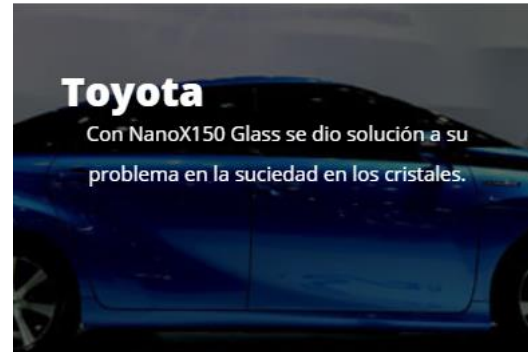 Toyota
Con NanoX150 Glass se dio solución a su
problema en la suciedad en los cristales.